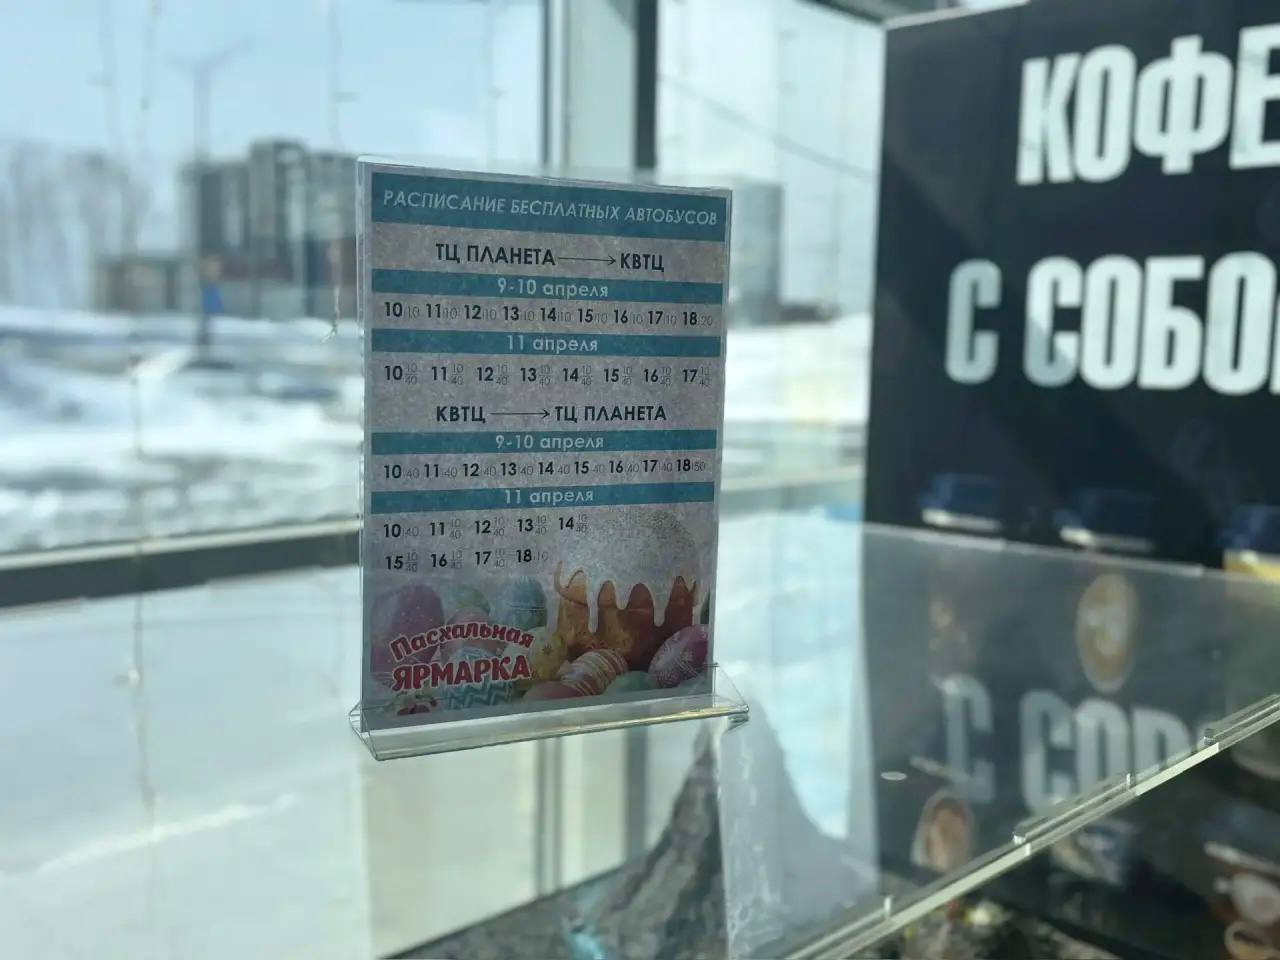 РАСПИСАНИЕ БЕСПЛАТНЫХ АВТОБУСОВ
ТЦ ПЛАНЕТА → КВТЦ
9-10 апреля
10:10 11:10 12:10 13:10 14:10 15:10 16:10 17:10 18:20
11 апреля
10 10/40 11 10/40 12 10/40 13 10/40 14 10/40 15 10/40 16 10/40 17 10/40
КВТЦ → ТЦ ПЛАНЕТА
9-10 апреля
10:40 11:40 12:40 13:40 14:40 15:40 16:40 17:40 18:50
11 апреля
10:40 11 10/40 12 10/40 13 10/40 14 10/40
15 10/40 16 10/40 17 10/40 18:10
Пасхальная
ЯРМАРКА
КОФЕ
С СОБО